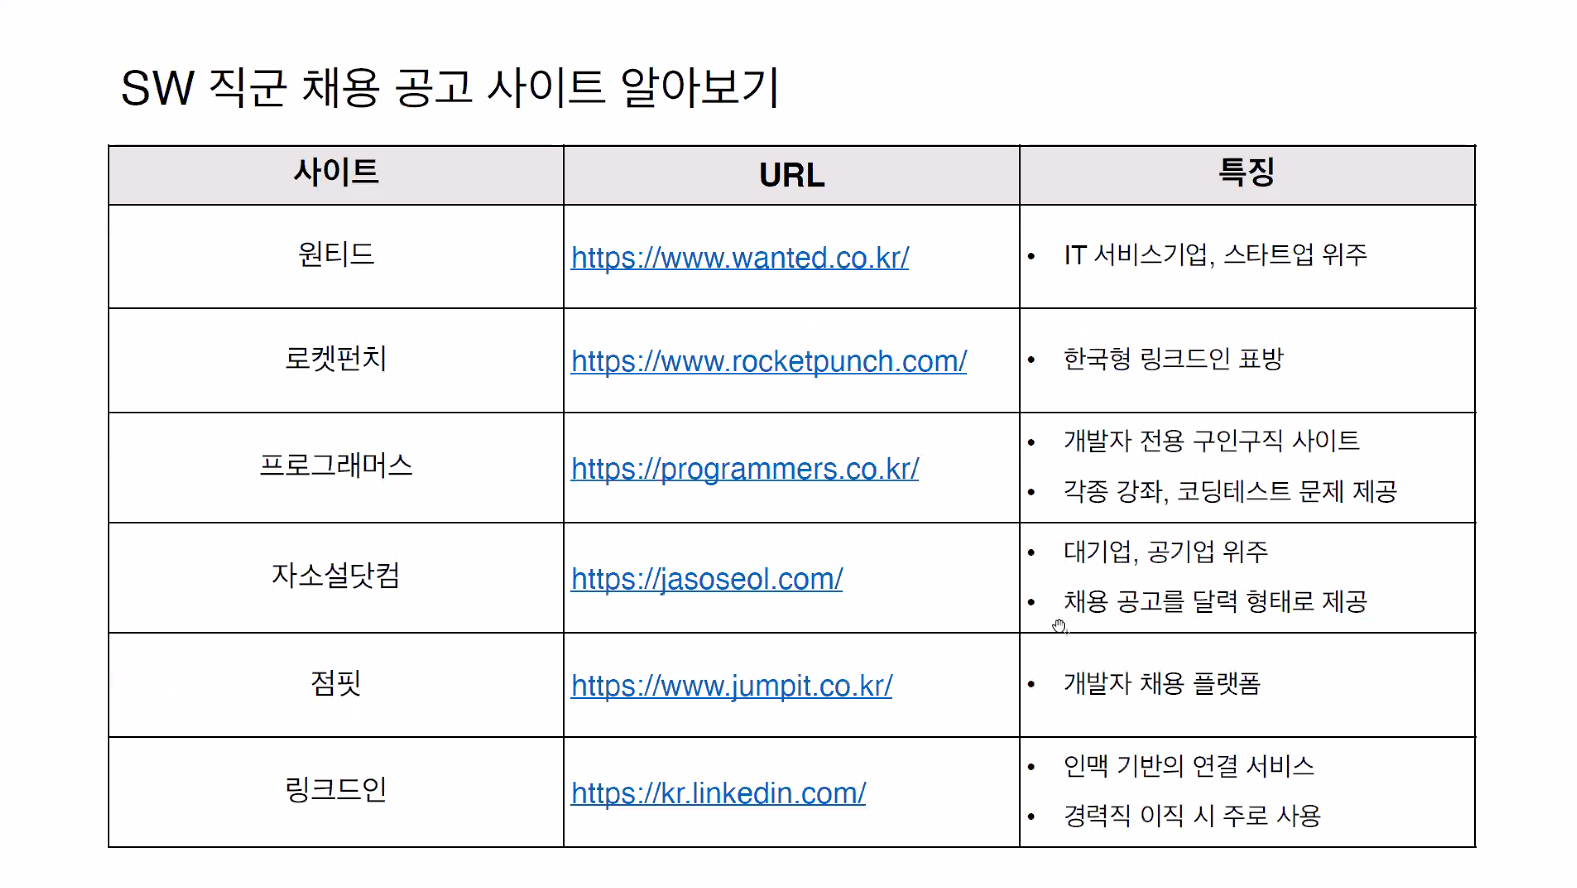 SW 직군 채용 공고 사이트 알아보기
사이트 URL 특징
원티드 https://www.wanted.co.kr/ • IT 서비스기업, 스타트업 위주
로켓펀치 https://www.rocketpunch.com/ • 한국형 링크드인 표방
프로그래머스 https://programmers.co.kr/ • 개발자 전용 구인구직 사이트
• 각종 강좌, 코딩테스트 문제 제공
자소설닷컴 https://jasoseol.com/ • 대기업, 공기업 위주
• 채용 공고를 달력 형태로 제공
점핏 https://www.jumpit.co.kr/ • 개발자 채용 플랫폼
링크드인 https://kr.linkedin.com/ • 인맥 기반의 연결 서비스
• 경력직 이직 시 주로 사용